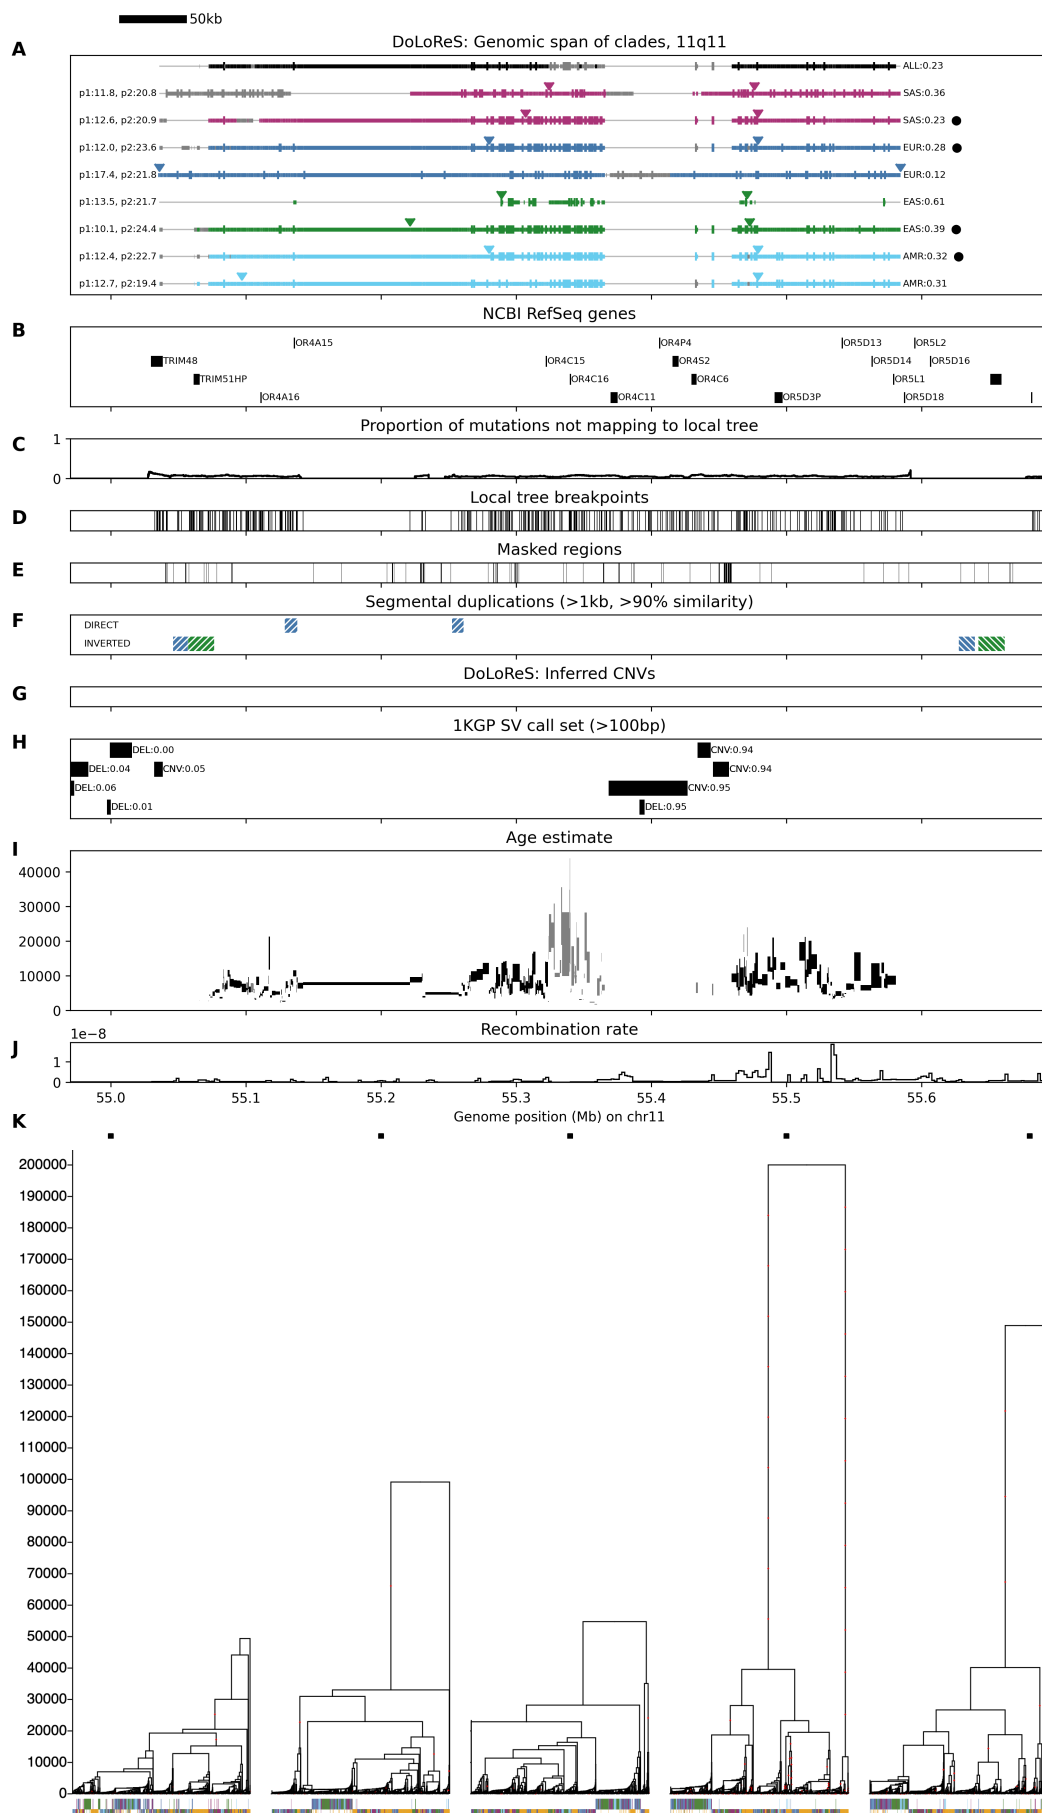 50kb
A
DoLoReS: Genomic span of clades, 11q11
ALL:0.23
p1:11.8, p2:20.8 SAS:0.36
p1:12.6, p2:20.9 SAS:0.23
p1:12.0, p2:23.6 EUR:0.28
p1:17.4, p2:21.8 EUR:0.12
p1:13.5, p2:21.7 EAS:0.61
p1:10.1, p2:24.4 EAS:0.39
p1:12.4, p2:22.7 AMR:0.32
p1:12.7, p2:19.4 AMR:0.31
B
NCBI RefSeq genes
OR4A15 OR4P4 OR5D13 OR5L2
TRIM48 OR4C15 OR4S2 OR5D14 OR5D16
TRIM51HP OR4C16 OR4C6 OR5L1
OR4A16 OR4C11 OR5D3P OR5D18
C
Proportion of mutations not mapping to local tree
1
0
D
Local tree breakpoints
E
Masked regions
F
Segmental duplications (>1kb, >90% similarity)
DIRECT
INVERTED
G
DoLoReS: Inferred CNVs
H
1KGP SV call set (>100bp)
DEL:0.00 CNV:0.94
DEL:0.04 CNV:0.05 CNV:0.94
DEL:0.06 CNV:0.95
DEL:0.01 DEL:0.95
I
Age estimate
40000
30000
20000
10000
0
J
Recombination rate
1e−8
1
0
55.0 55.1 55.2 55.3 55.4 55.5 55.6
Genome position (Mb) on chr11
K
200000
190000
180000
170000
160000
150000
140000
130000
120000
110000
100000
90000
80000
70000
60000
50000
40000
30000
20000
10000
0